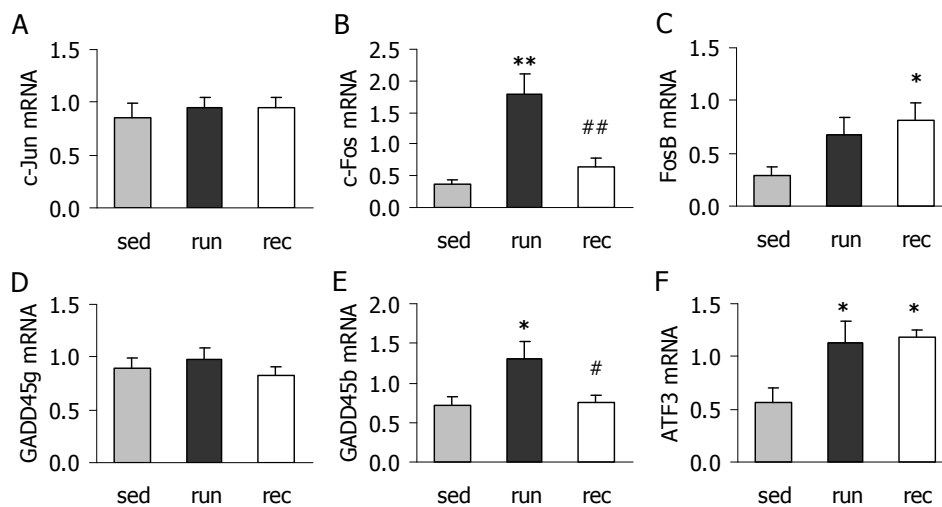 A
c-Jun mRNA
1.5
1.0
0.5
0.0
sed run rec
B
c-Fos mRNA
2.5
2.0
1.5
1.0
0.5
0.0
**
##
sed run rec
C
FosB mRNA
1.5
1.0
0.5
0.0
*
sed run rec
D
GADD45g mRNA
1.5
1.0
0.5
0.0
sed run rec
E
GADD45b mRNA
2.0
1.5
1.0
0.5
0.0
*
#
sed run rec
F
ATF3 mRNA
1.5
1.0
0.5
0.0
* *
sed run rec